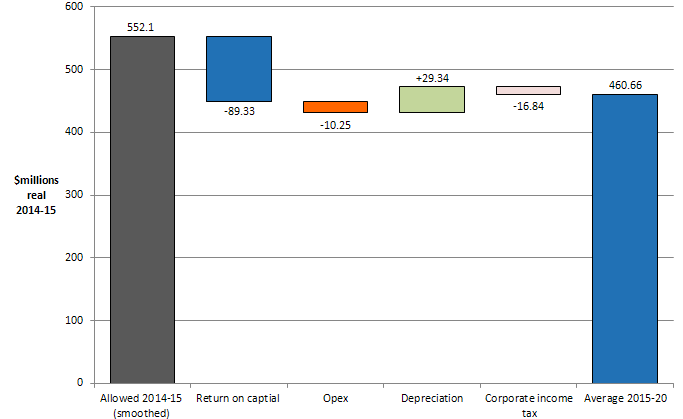 600
500
400
300
200
100
0
$millions
real
2014-15
552.1
-89.33
-10.25
+29.34
-16.84
460.66
Allowed 2014-15
(smoothed)
Return on captial
Opex
Depreciation
Corporate income
tax
Average 2015-20